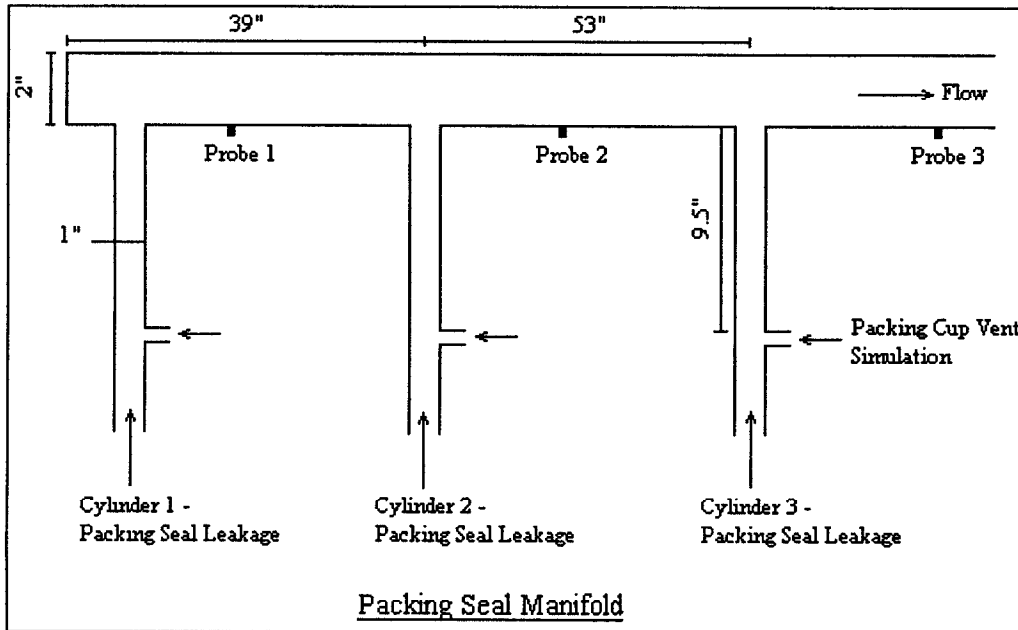 39"
53"
2"
Flow
Probe 1
Probe 2
Probe 3
1"
9.5"
Packing Cup Vent
Simulation
Cylinder 1 -
Packing Seal Leakage
Cylinder 2 -
Packing Seal Leakage
Cylinder 3 -
Packing Seal Leakage
Packing Seal Manifold